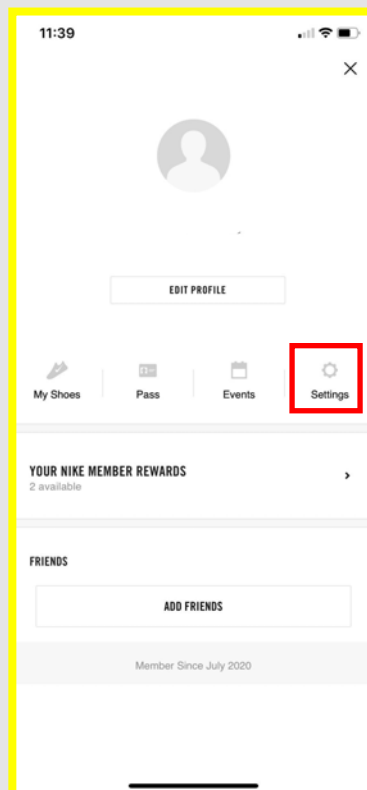 11:39
EDIT PROFILE
My Shoes Pass Events Settings
YOUR NIKE MEMBER REWARDS
2 available
FRIENDS
ADD FRIENDS
Member Since July 2020